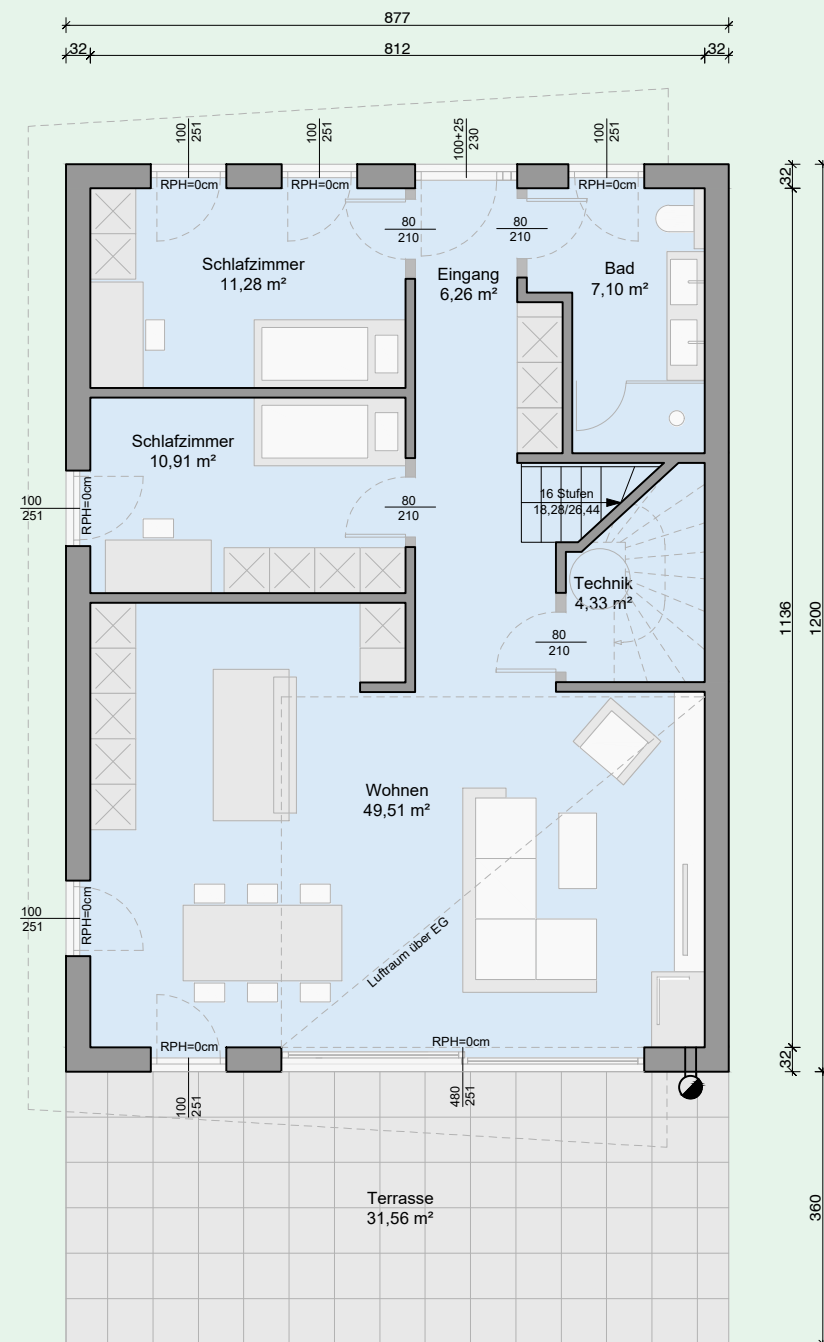 877
32
812
32
100
251
100
251
100+25
230
100
251
RPH=0cm
RPH=0cm
RPH=0cm
32
80
210
80
210
Schlafzimmer
11,28 m²
Eingang
6,26 m²
Bad
7,10 m²
Schlafzimmer
10,91 m²
100
251
RPH=0cm
80
210
16 Stufen
18,28/26,44
Technik
4,33 m²
80
210
1136
1200
Wohnen
49,51 m²
100
251
RPH=0cm
Luftraum über EG
RPH=0cm
RPH=0cm
32
100
251
480
251
Terrasse
31,56 m²
360